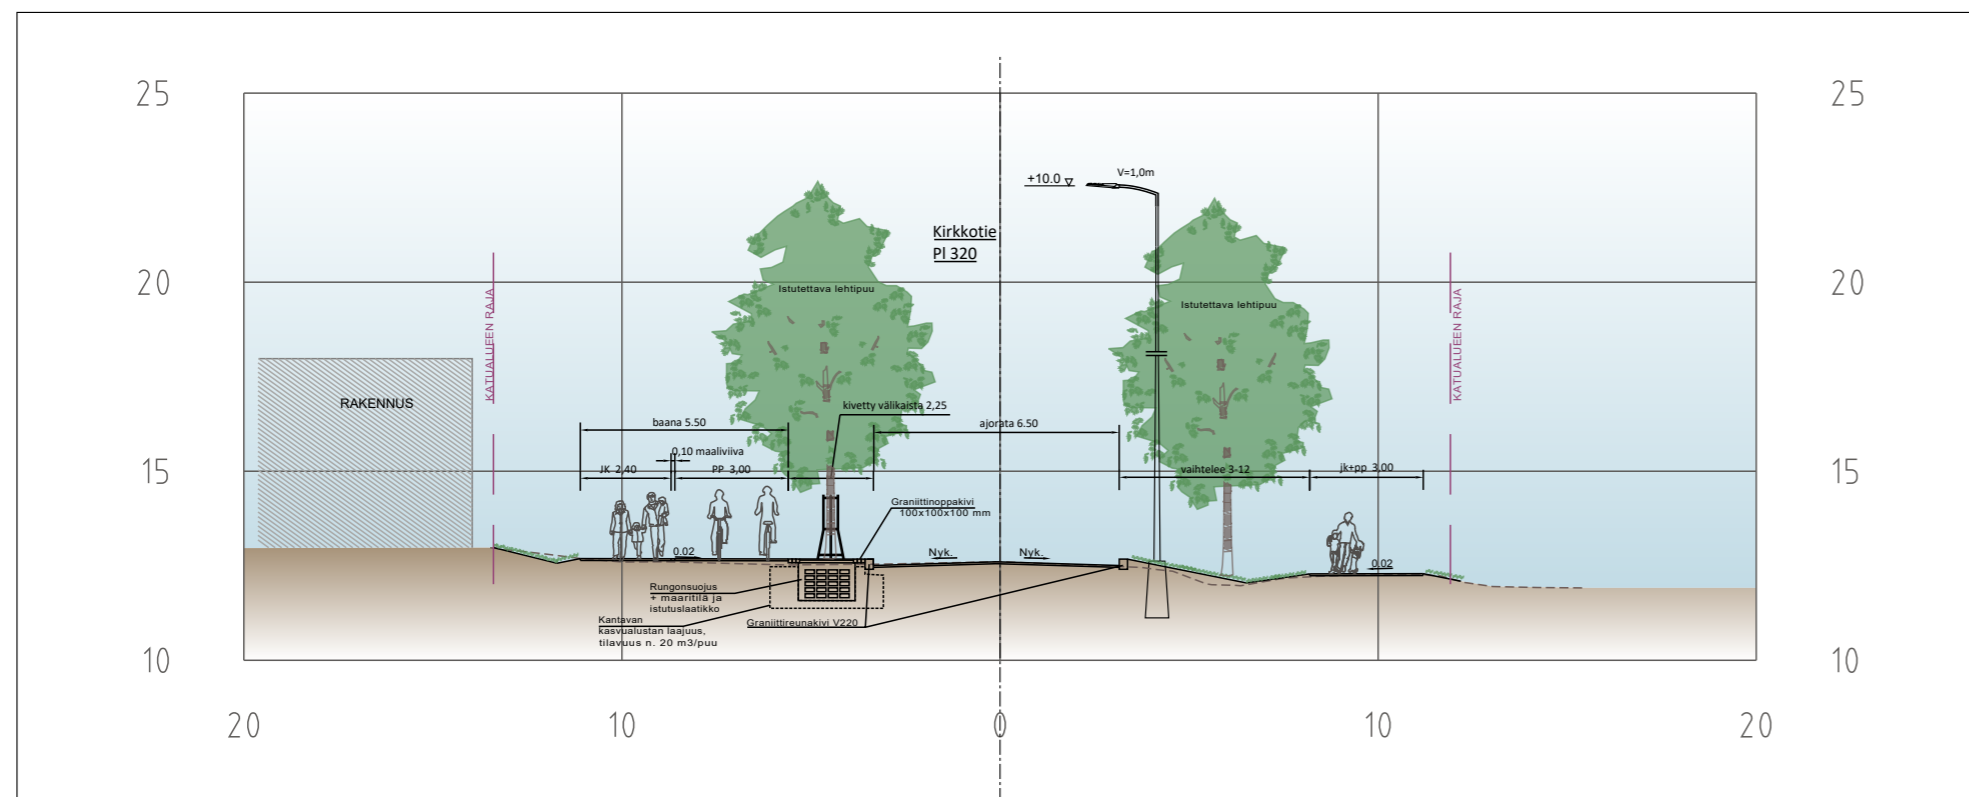 25
25
+10.0
V=1,0m
Kirkkotie
Pl 320
20
20
Istutettava lehtipuu
Istutettava lehtipuu
KATUALUEEN RAJA
KATUALUEEN RAJA
RAKENNUS
kivetty välikaista 2,25
baana 5.50
ajorata 6.50
0,10 maaliviiva
15
15
JK 2,40
PP 3,00
vaihtelee 3-12
jk+pp 3,00
Graniittinoppakivi
100x100x100 mm
0.02
Nyk.
Nyk.
0.02
Rungonsuojus
+ maaritilä ja
istutuslaatikko
Kantavan
kasvualustan laajuus,
tilavuus n. 20 m3/puu
Graniittireunakivi V220
10
10
20
10
0
10
20